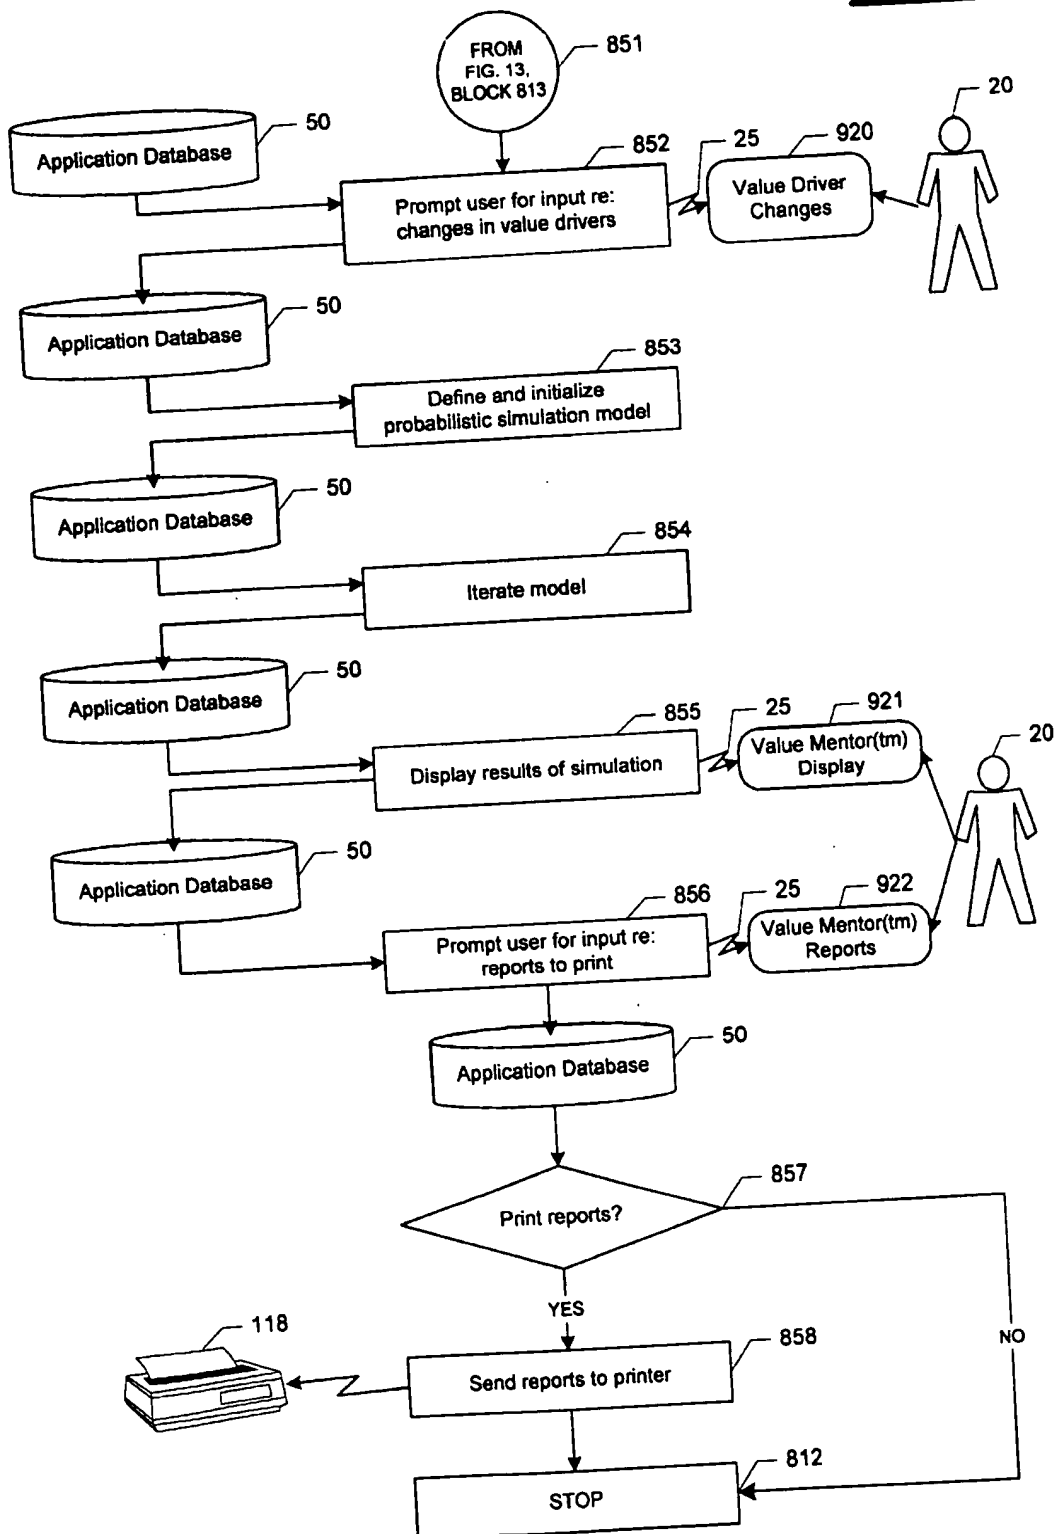 FROM
FIG. 13,
BLOCK 813
851
50
Application Database
852
Prompt user for input re:
changes in value drivers
25
920
Value Driver
Changes
20
50
Application Database
853
Define and initialize
probabilistic simulation model
50
Application Database
854
Iterate model
50
Application Database
855
Display results of simulation
25
921
Value Mentor(tm)
Display
20
50
Application Database
856
Prompt user for input re:
reports to print
25
922
Value Mentor(tm)
Reports
50
Application Database
857
Print reports?
YES
NO
118
858
Send reports to printer
812
STOP